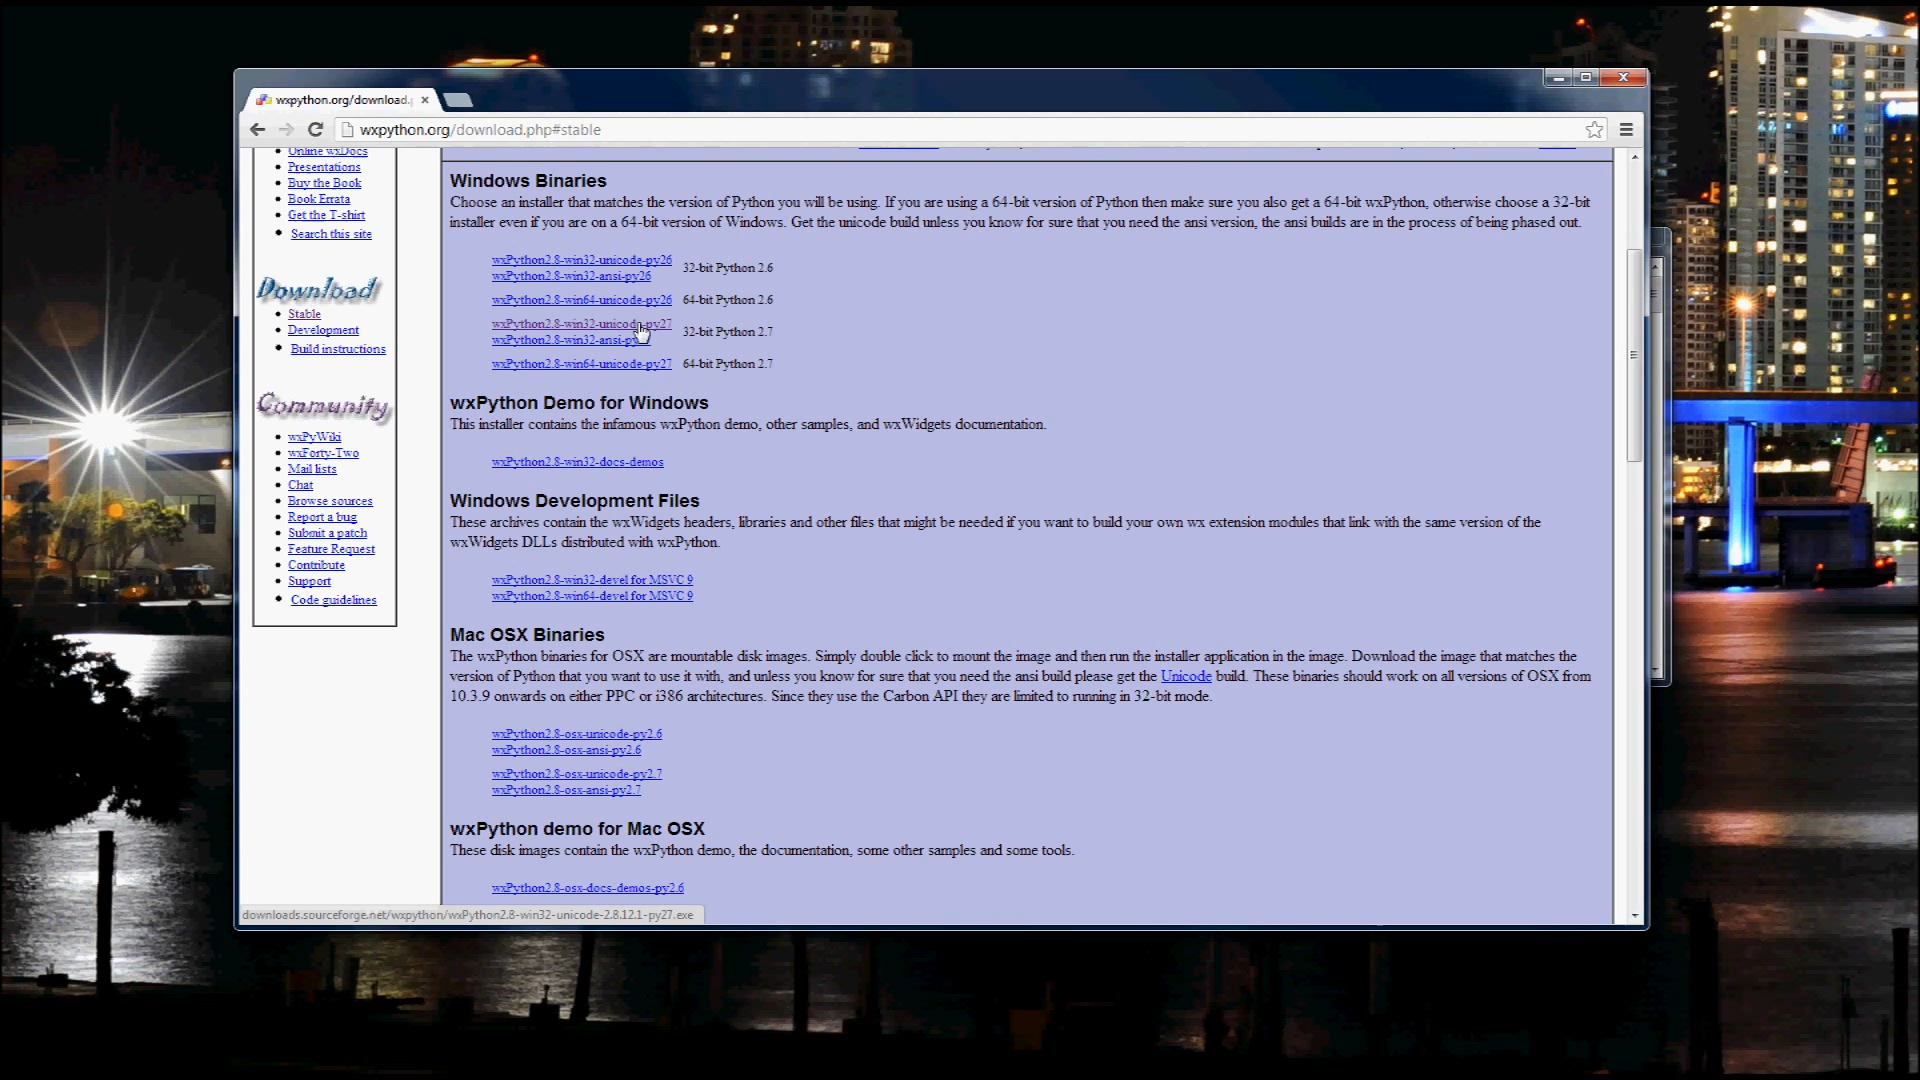 wxpython.org/download.
wxpython.org/download.php#stable
Online wxDocs
Presentations
Buy the Book
Book Errata
Get the T-shirt
Search this site
Download
Stable
Development
Build instructions
Community
wxPyWiki
wxForty-Two
Mail lists
Chat
Browse sources
Report a bug
Submit a patch
Feature Request
Contribute
Support
Code guidelines
Windows Binaries
Choose an installer that matches the version of Python you will be using. If you are using a 64-bit version of Python then make sure you also get a 64-bit wxPython, otherwise choose a 32-bit
installer even if you are on a 64-bit version of Windows. Get the unicode build unless you know for sure that you need the ansi version, the ansi builds are in the process of being phased out.
wxPython2.8-win32-unicode-py26
wxPython2.8-win32-ansi-py26
32-bit Python 2.6
wxPython2.8-win64-unicode-py26 64-bit Python 2.6
wxPython2.8-win32-unicode-py27
wxPython2.8-win32-ansi-py
32-bit Python 2.7
wxPython2.8-win64-unicode-py27 64-bit Python 2.7
wxPython Demo for Windows
This installer contains the infamous wxPython demo, other samples, and wxWidgets documentation.
wxPython2.8-win32-docs-demos
Windows Development Files
These archives contain the wxWidgets headers, libraries and other files that might be needed if you want to build your own wx extension modules that link with the same version of the
wxWidgets DLLs distributed with wxPython.
wxPython2.8-win32-devel for MSVC 9
wxPython2.8-win64-devel for MSVC 9
Mac OSX Binaries
The wxPython binaries for OSX are mountable disk images. Simply double click to mount the image and then run the installer application in the image. Download the image that matches the
version of Python that you want to use it with, and unless you know for sure that you need the ansi build please get the Unicode build. These binaries should work on all versions of OSX from
10.3.9 onwards on either PPC or i386 architectures. Since they use the Carbon API they are limited to running in 32-bit mode.
wxPython2.8-osx-unicode-py2.6
wxPython2.8-osx-ansi-py2.6
wxPython2.8-osx-unicode-py2.7
wxPython2.8-osx-ansi-py2.7
wxPython demo for Mac OSX
These disk images contain the wxPython demo, the documentation, some other samples and some tools.
wxPython2.8-osx-docs-demos-py2.6
downloads.sourceforge.net/wxpython/wxPython2.8-win32-unicode-2.8.12.1-py27.exe